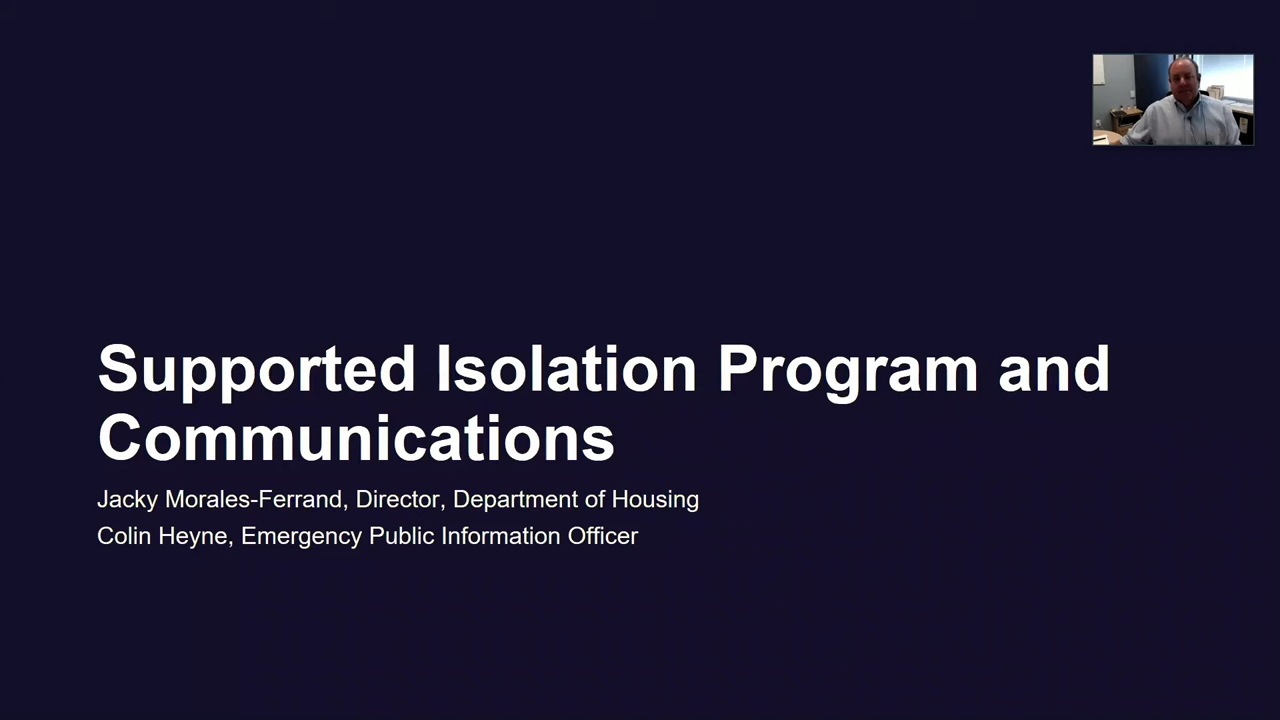 Supported Isolation Program and
Communications
Jacky Morales-Ferrand, Director, Department of Housing
Colin Heyne, Emergency Public Information Officer